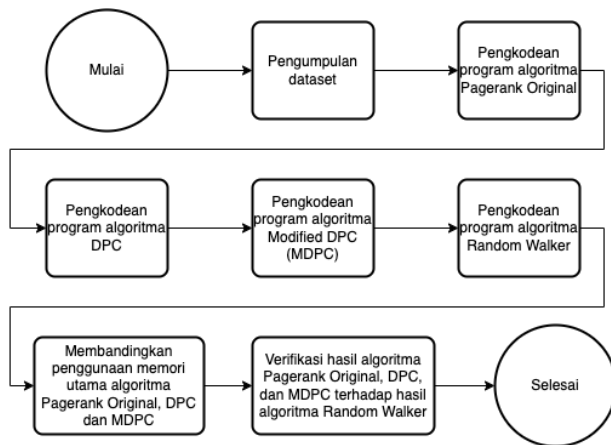 Mulai
Pengumpulan
dataset
Pengkodean
program algoritma
Pagerank Original
Pengkodean
program algoritma
DPC
Pengkodean
program algoritma
Modified DPC
(MDPC)
Pengkodean
program algoritma
Random Walker
Membandingkan
penggunaan memori
utama algoritma
Pagerank Original, DPC
dan MDPC
Verifikasi hasil algoritma
Pagerank Original, DPC,
dan MDPC terhadap hasil
algoritma Random Walker
Selesai